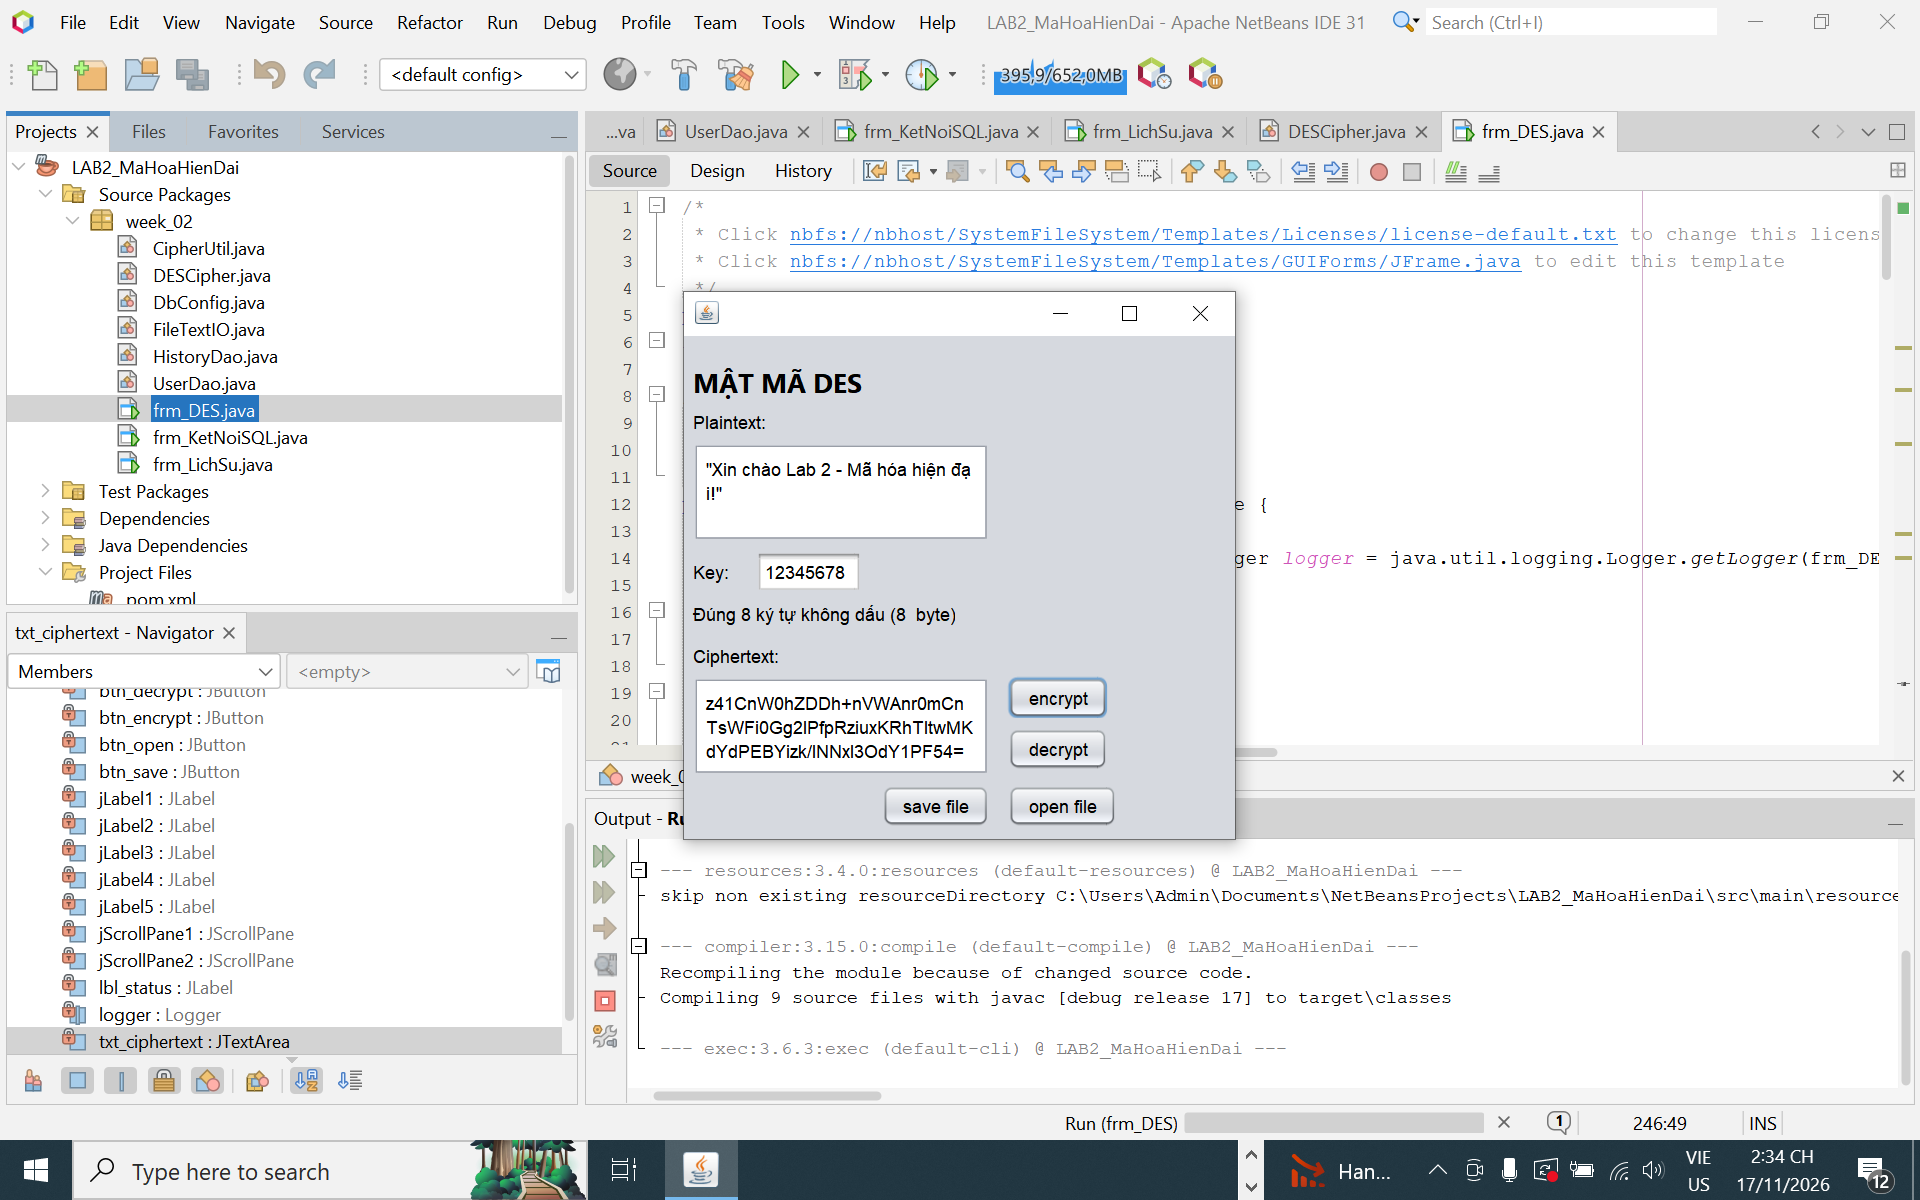 File Edit View Navigate Source Refactor Run Debug Profile Team Tools Window Help LAB2_MaHoaHienDai - Apache NetBeans IDE 31 Search (Ctrl+I)
<default config> 395,9/652,0MB
Projects Files Favorites Services
LAB2_MaHoaHienDai
Source Packages
week_02
CipherUtil.java
DESCipher.java
DbConfig.java
FileTextIO.java
HistoryDao.java
UserDao.java
frm_DES.java
frm_KetNoiSQL.java
frm_LichSu.java
Test Packages
Dependencies
Java Dependencies
Project Files
pom.xml
txt_ciphertext - Navigator
Members <empty>
btn_decrypt : JButton
btn_encrypt : JButton
btn_open : JButton
btn_save : JButton
jLabel1 : JLabel
jLabel2 : JLabel
jLabel3 : JLabel
jLabel4 : JLabel
jLabel5 : JLabel
jScrollPane1 : JScrollPane
jScrollPane2 : JScrollPane
lbl_status : JLabel
logger : Logger
txt_ciphertext : JTextArea
...va UserDao.java frm_KetNoiSQL.java frm_LichSu.java DESCipher.java frm_DES.java
Source Design History
1 /*
2 * Click nbfs://nbhost/SystemFileSystem/Templates/Licenses/license-default.txt to change this licens
3 * Click nbfs://nbhost/SystemFileSystem/Templates/GUIForms/JFrame.java to edit this template
4 */
5
6
7
8
9
10
11
12 e {
13
14 ger logger = java.util.logging.Logger.getLogger(frm_DE
15
16
17
18
19
20
21
week_0
MẬT MÃ DES
Plaintext:
"Xin chào Lab 2 - Mã hóa hiện đạ
i!"
Key: 12345678
Đúng 8 ký tự không dấu (8 byte)
Ciphertext:
z41CnW0hZDDh+nVWAnr0mCn
TsWFi0Gg2lPfpRziuxKRhTltwMK
dYdPEBYizk/lNNxl3OdY1PF54=
encrypt
decrypt
save file open file
Output - Ru
--- resources:3.4.0:resources (default-resources) @ LAB2_MaHoaHienDai ---
skip non existing resourceDirectory C:\Users\Admin\Documents\NetBeansProjects\LAB2_MaHoaHienDai\src\main\resource
--- compiler:3.15.0:compile (default-compile) @ LAB2_MaHoaHienDai ---
Recompiling the module because of changed source code.
Compiling 9 source files with javac [debug release 17] to target\classes
--- exec:3.6.3:exec (default-cli) @ LAB2_MaHoaHienDai ---
Run (frm_DES) 1 246:49 INS
Type here to search Han... VIE US 2:34 CH 17/11/2026 12